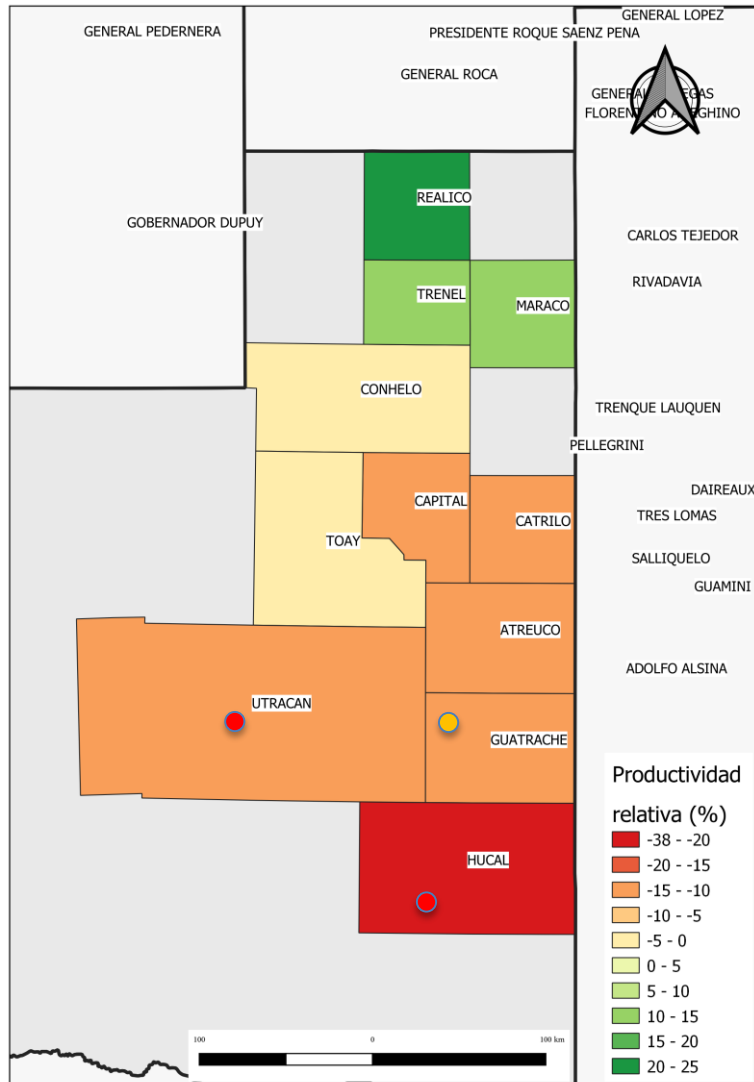 GENERAL LOPEZ
GENERAL PEDERNERA
PRESIDENTE ROQUE SAENZ PENA
GENERAL ROCA
GENERAL
EGAS
FLORENTINO
GHINO
REALICO
GOBERNADOR DUPUY
CARLOS TEJEDOR
RIVADAVIA
TRENEL
MARACO
CONHELO
TRENQUE LAUQUEN
PELLEGRINI
DAIREAUX
CAPITAL
CATRILO
TRES LOMAS
TOAY
SALLIQUELO
GUAMINI
ATREUCO
ADOLFO ALSINA
UTRACAN
GUATRACHE
HUCAL
Productividad
relativa (%)
-38 - -20
-20 - -15
-15 - -10
-10 - -5
-5 - 0
0 - 5
5 - 10
10 - 15
15 - 20
20 - 25
100 0 100 km